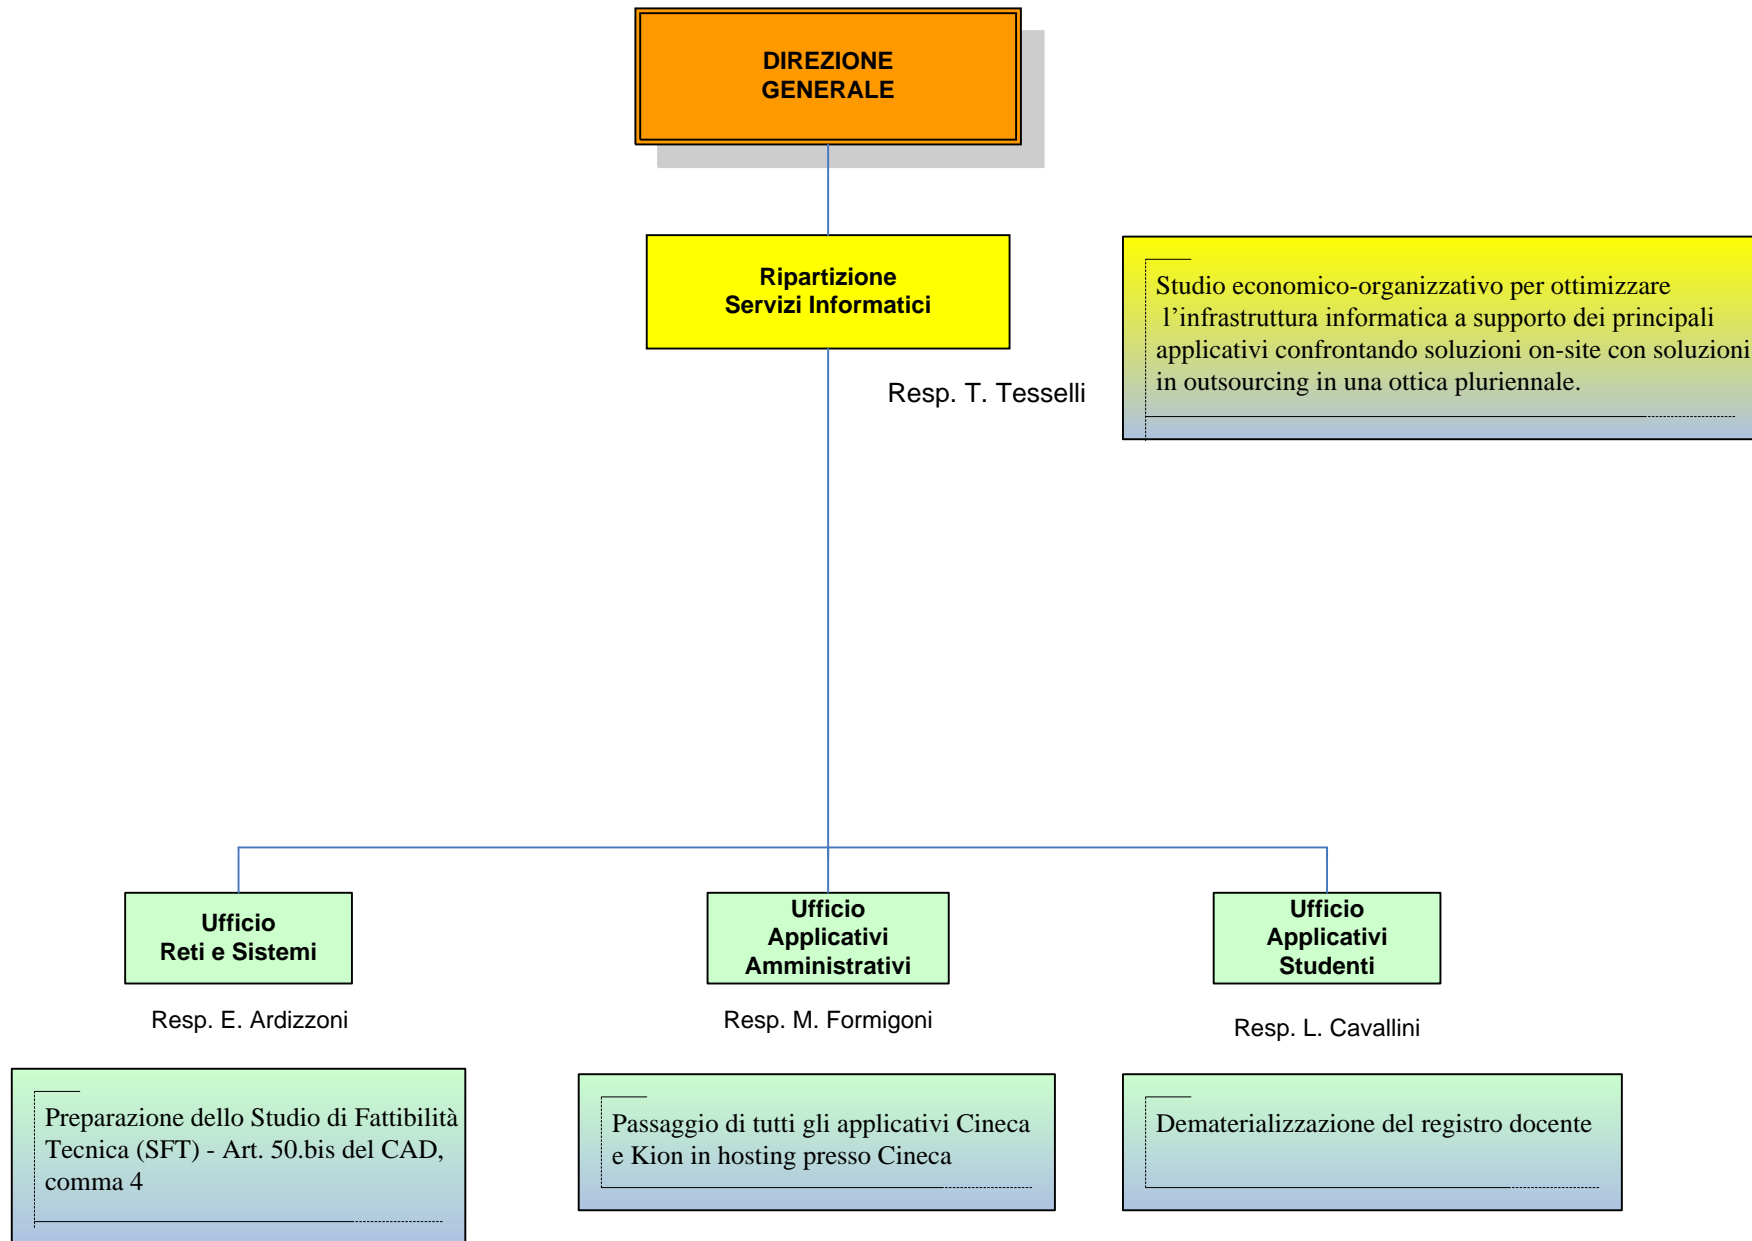 DIREZIONE
GENERALE
Ripartizione
Servizi Informatici
Resp. T. Tesselli
Studio economico-organizzativo per ottimizzare
l’infrastruttura informatica a supporto dei principali
applicativi confrontando soluzioni on-site con soluzioni
in outsourcing in una ottica pluriennale.
Ufficio
Reti e Sistemi
Resp. E. Ardizzoni
Preparazione dello Studio di Fattibilità
Tecnica (SFT) - Art. 50.bis del CAD,
comma 4
Ufficio
Applicativi
Amministrativi
Resp. M. Formigoni
Passaggio di tutti gli applicativi Cineca
e Kion in hosting presso Cineca
Ufficio
Applicativi
Studenti
Resp. L. Cavallini
Dematerializzazione del registro docente